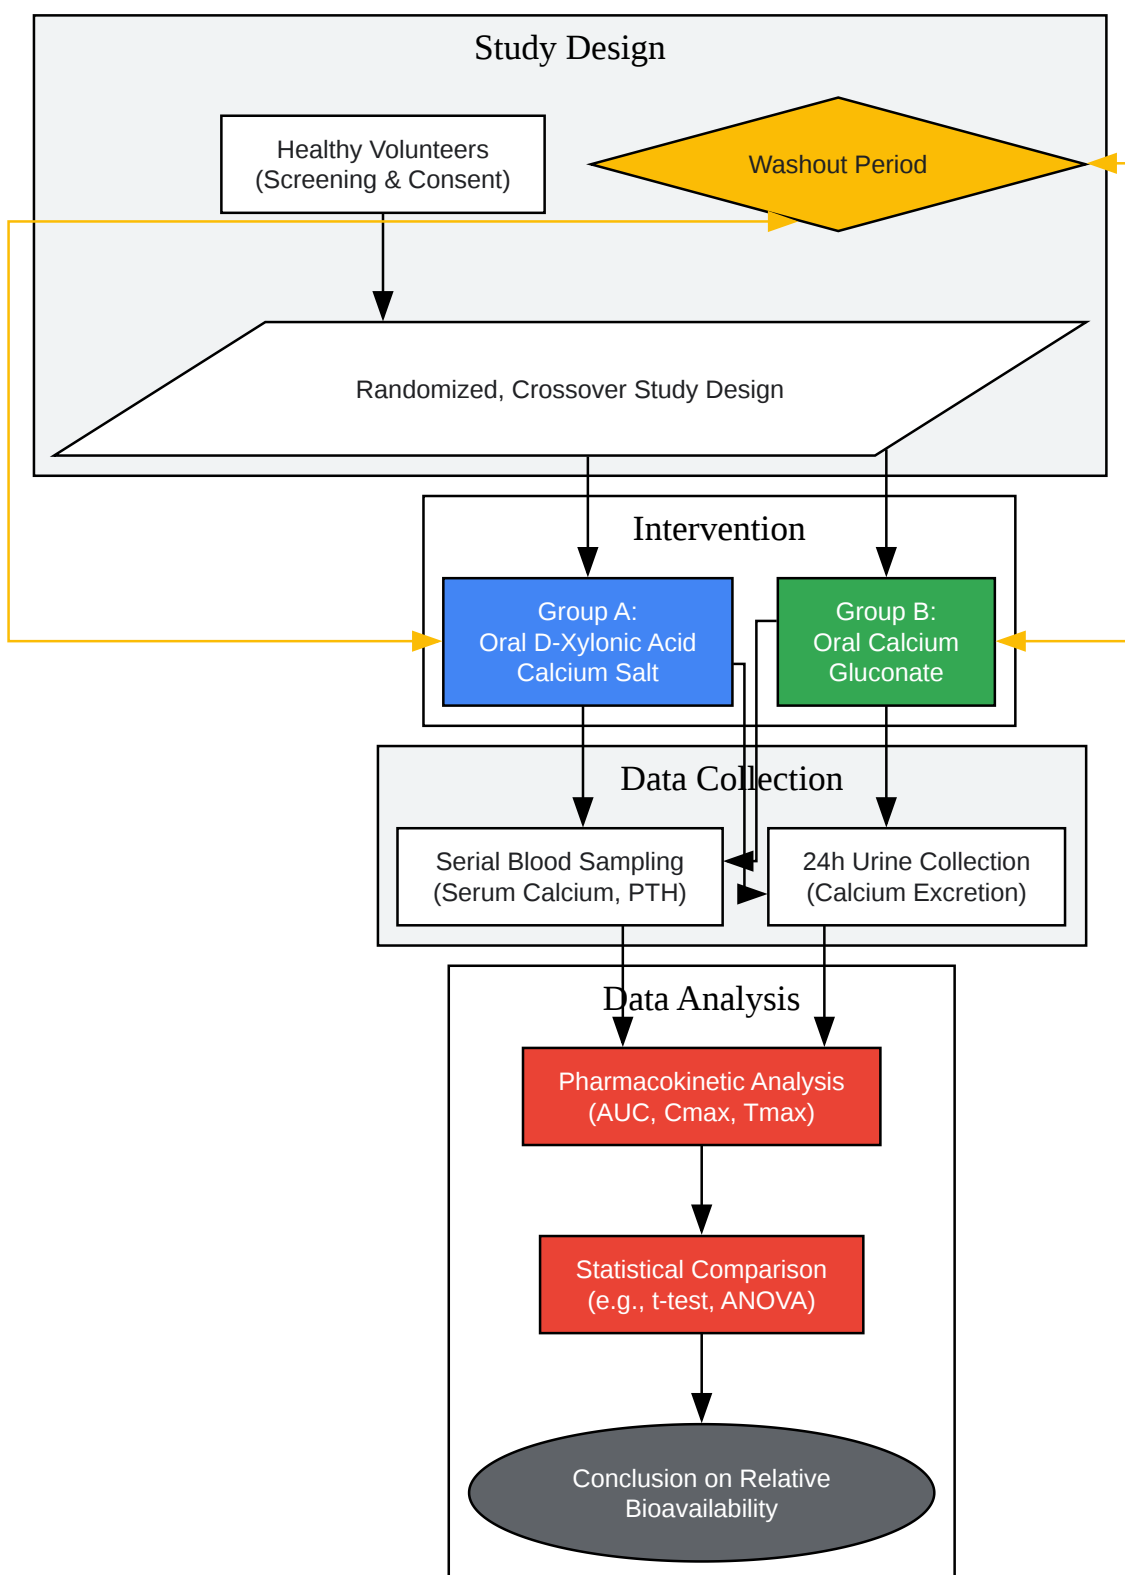 Study Design
Healthy Volunteers
(Screening & Consent)
Washout Period
Randomized, Crossover Study Design
Intervention
Group A:
Oral D-Xylonic Acid
Calcium Salt
Group B:
Oral Calcium
Gluconate
Data Collection
Serial Blood Sampling
(Serum Calcium, PTH)
24h Urine Collection
(Calcium Excretion)
Data Analysis
Pharmacokinetic Analysis
(AUC, Cmax, Tmax)
Statistical Comparison
(e.g., t-test, ANOVA)
Conclusion on Relative
Bioavailability